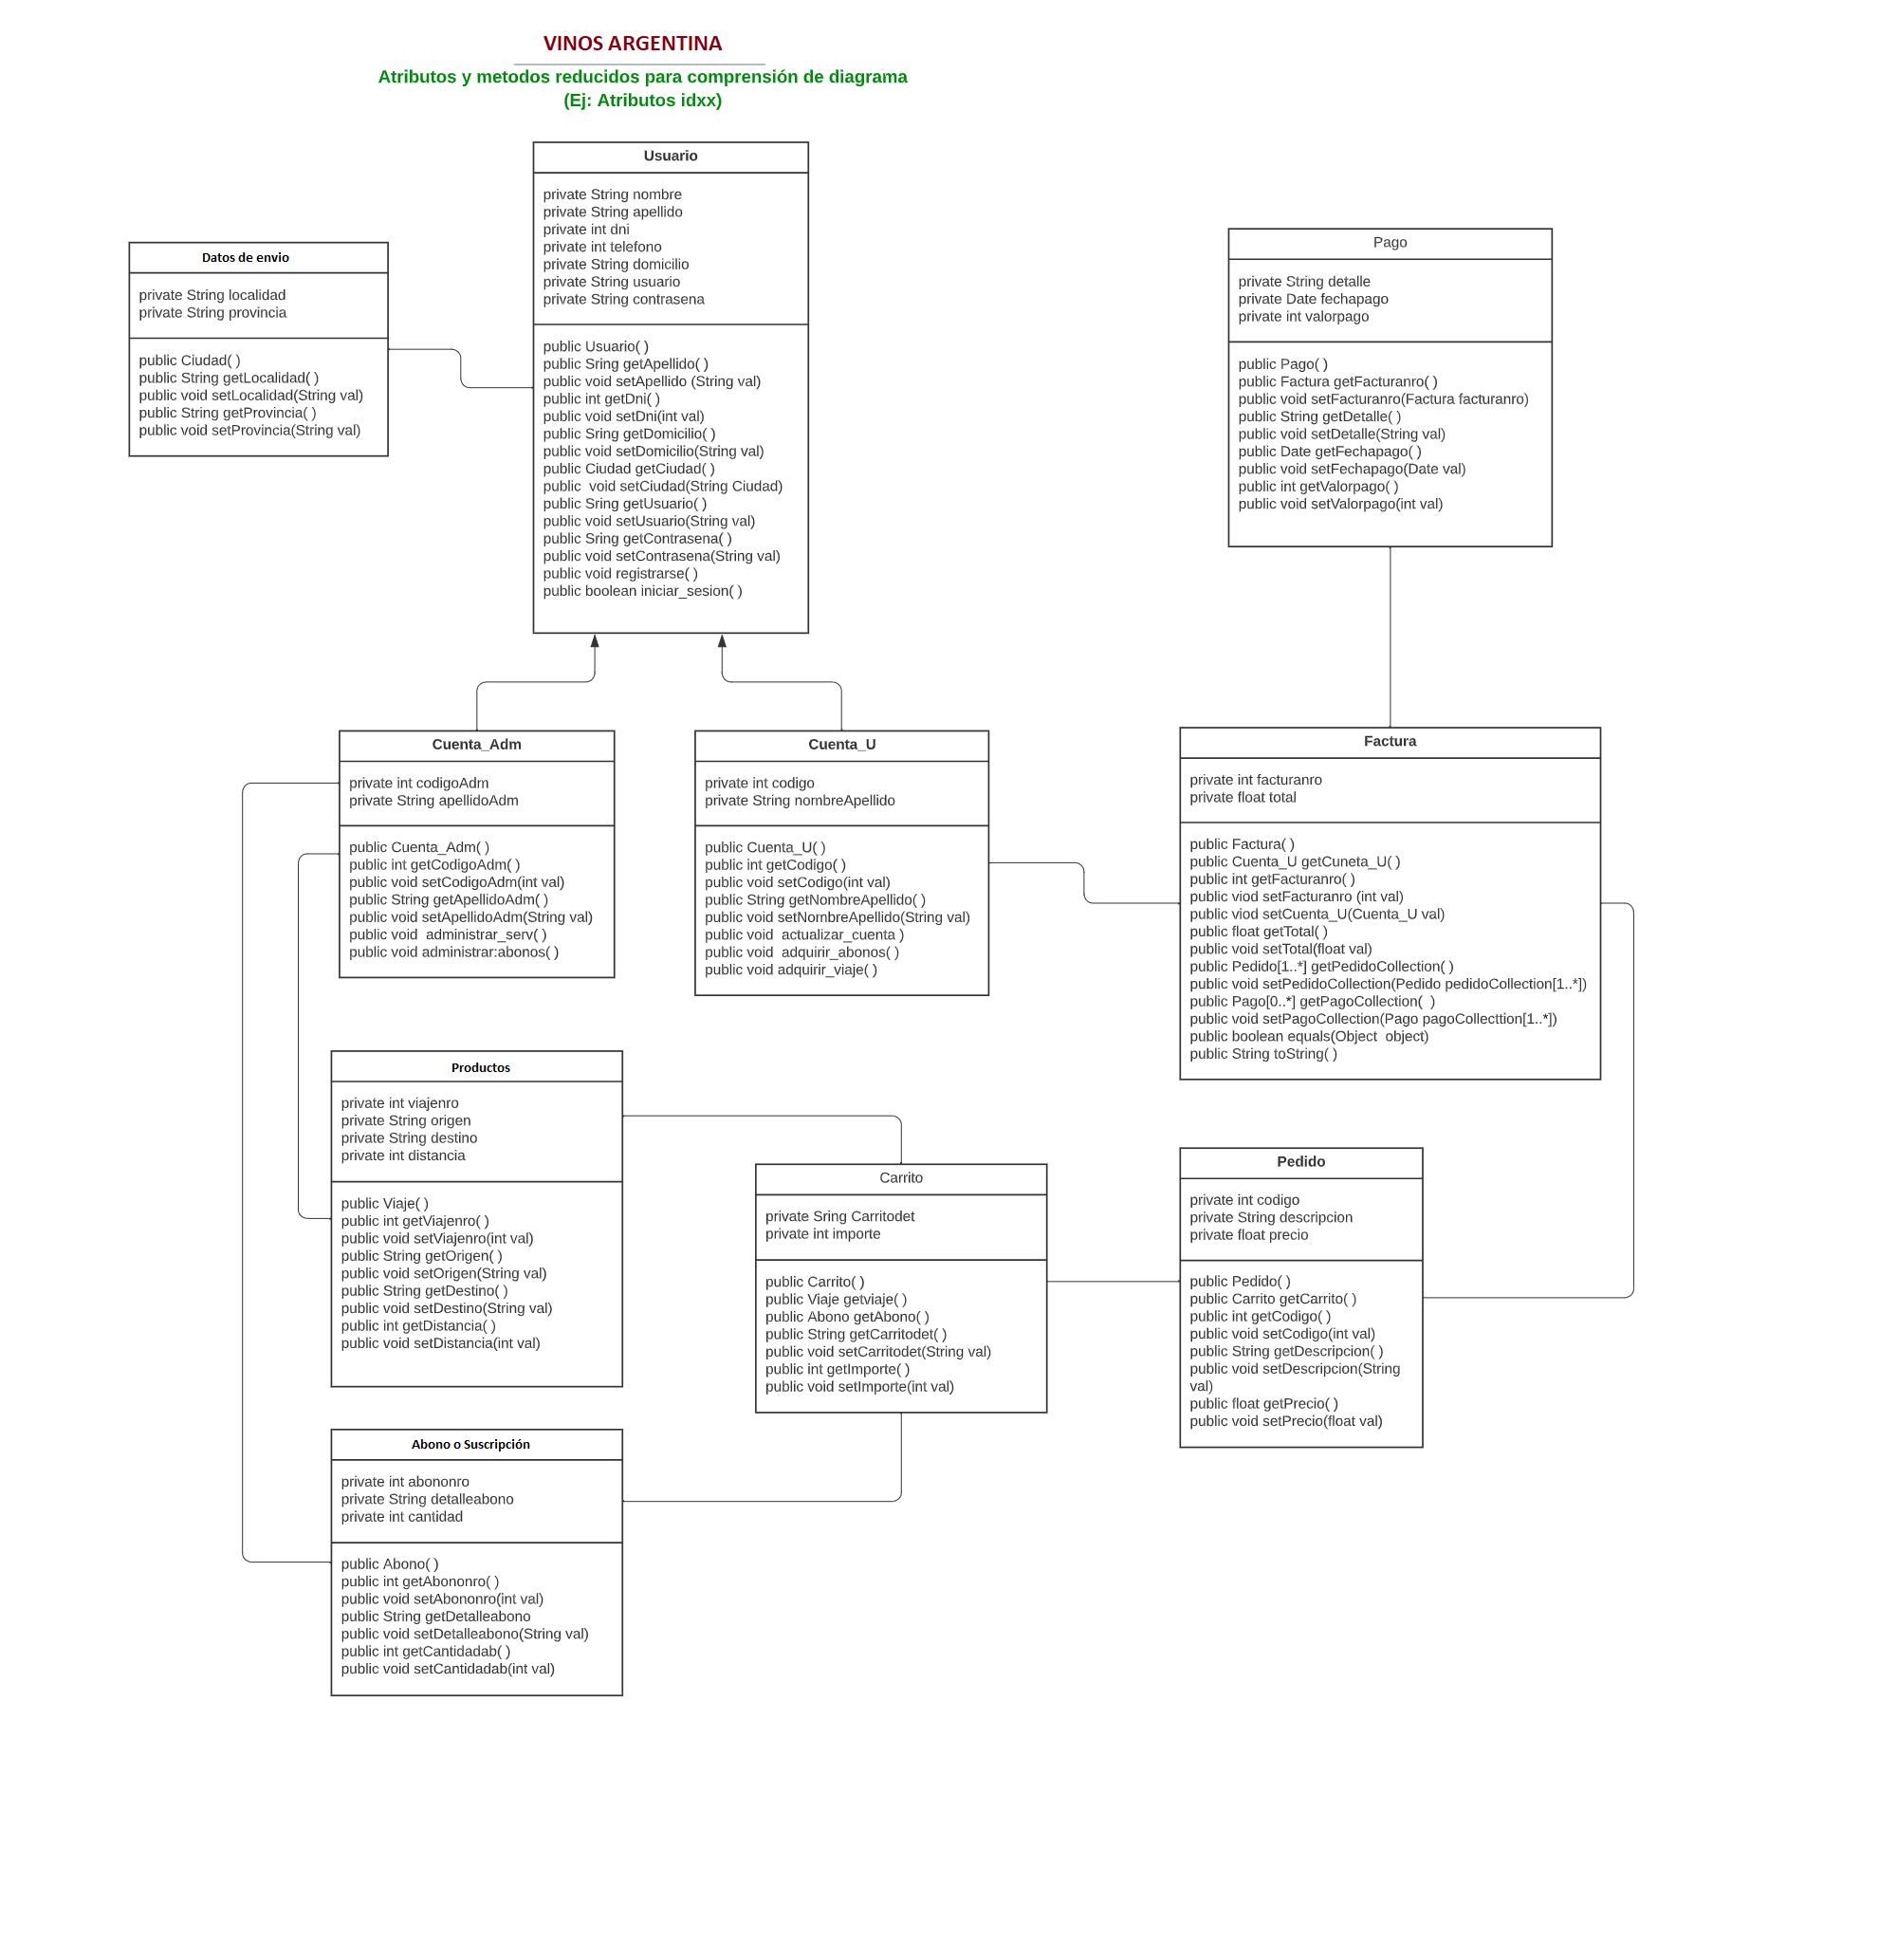 VINOS ARGENTINA
Atributos y metodos reducidos para comprensión de diagrama
(Ej: Atributos idxx)
Usuario
private String nombre
private String apellido
private int dni
private int telefono
private String domicilio
private String usuario
private String contrasena
public Usuario( )
public Sring getApellido( )
public void setApellido (String val)
public int getDni( )
public void setDni(int val)
public Sring getDomicilio( )
public void setDomicilio(String val)
public Ciudad getCiudad( )
public  void setCiudad(String Ciudad)
public Sring getUsuario( )
public void setUsuario(String val)
public Sring getContrasena( )
public void setContrasena(String val)
public void registrarse( )
public boolean iniciar_sesion( )
Datos de envio
private String localidad
private String provincia
public Ciudad( )
public String getLocalidad( )
public void setLocalidad(String val)
public String getProvincia( )
public void setProvincia(String val)
Pago
private String detalle
private Date fechapago
private int valorpago
public Pago( )
public Factura getFacturanro( )
public void setFacturanro(Factura facturanro)
public String getDetalle( )
public void setDetalle(String val)
public Date getFechapago( )
public void setFechapago(Date val)
public int getValorpago( )
public void setValorpago(int val)
Cuenta_Adm
private int codigoAdm
private String apellidoAdm
public Cuenta_Adm( )
public int getCodigoAdm( )
public void setCodigoAdm(int val)
public String getApellidoAdm( )
public void setApellidoAdm(String val)
public void  administrar_serv( )
public void administrar:abonos( )
Cuenta_U
private int codigo
private String nombreApellido
public Cuenta_U( )
public int getCodigo( )
public void setCodigo(int val)
public String getNombreApellido( )
public void setNombreApellido(String val)
public void  actualizar_cuenta )
public void  adquirir_abonos( )
public void adquirir_viaje( )
Factura
private int facturanro
private float total
public Factura( )
public Cuenta_U getCuneta_U( )
public int getFacturanro( )
public viod setFacturanro (int val)
public viod setCuenta_U(Cuenta_U val)
public float getTotal( )
public void setTotal(float val)
public Pedido[1..*] getPedidoCollection( )
public void setPedidoCollection(Pedido pedidoCollection[1..*])
public Pago[0..*] getPagoCollection(  )
public void setPagoCollection(Pago pagoCollecttion[1..*])
public boolean equals(Object  object)
public String toString( )
Productos
private int viajenro
private String origen
private String destino
private int distancia
public Viaje( )
public int getViajenro( )
public void setViajenro(int val)
public String getOrigen( )
public void setOrigen(String val)
public String getDestino( )
public void setDestino(String val)
public int getDistancia( )
public void setDistancia(int val)
Carrito
private Sring Carritodet
private int importe
public Carrito( )
public Viaje getviaje( )
public Abono getAbono( )
public String getCarritodet( )
public void setCarritodet(String val)
public int getImporte( )
public void setImporte(int val)
Pedido
private int codigo
private String descripcion
private float precio
public Pedido( )
public Carrito getCarrito( )
public int getCodigo( )
public void setCodigo(int val)
public String getDescripcion( )
public void setDescripcion(String
val)
public float getPrecio( )
public void setPrecio(float val)
Abono o Suscripción
private int abononro
private String detalleabono
private int cantidad
public Abono( )
public int getAbononro( )
public void setAbononro(int val)
public String getDetalleabono
public void setDetalleabono(String val)
public int getCantidadab( )
public void setCantidadab(int val)